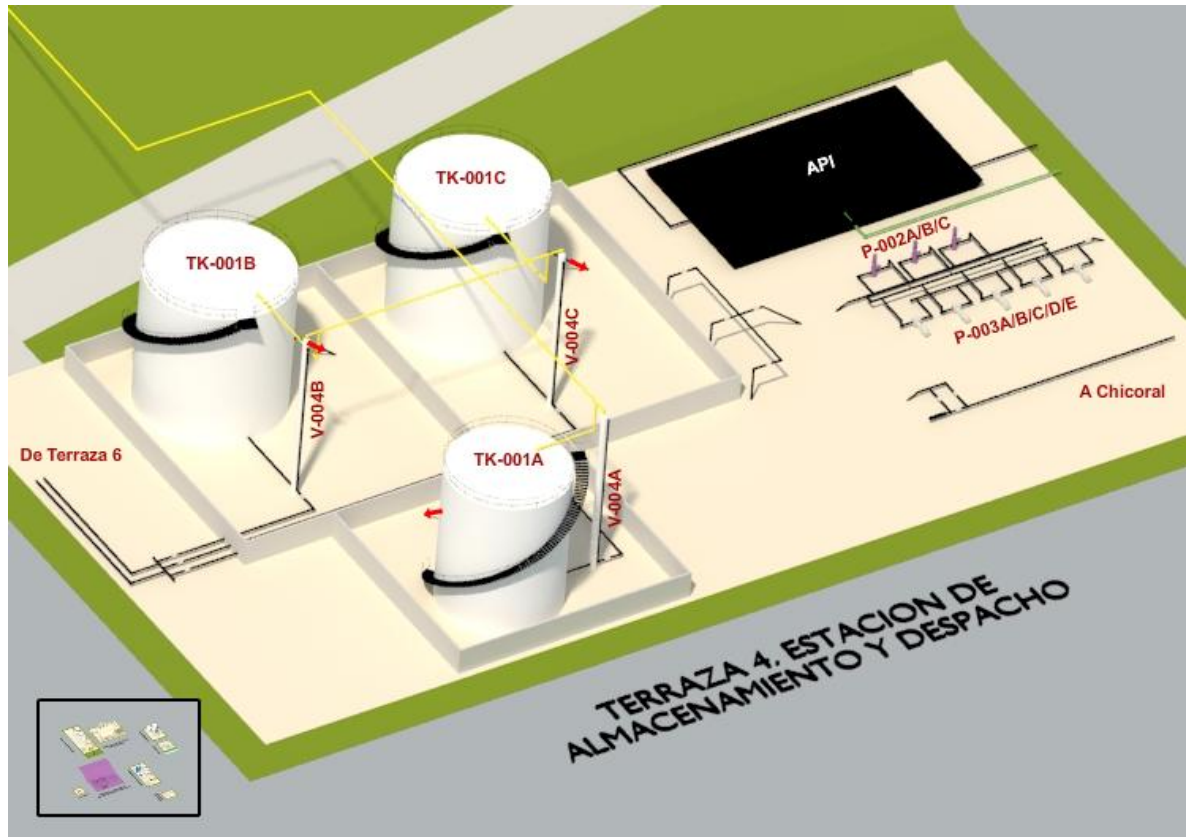 TK-001C
API
TK-001B
P-002A/B/C
P-003A/B/C/D/E
V-004C
V-004B
A Chicoral
De Terraza 6
TK-001A
V-004A
TERRAZA 4. ESTACION DE
ALMACENAMIENTO Y DESPACHO